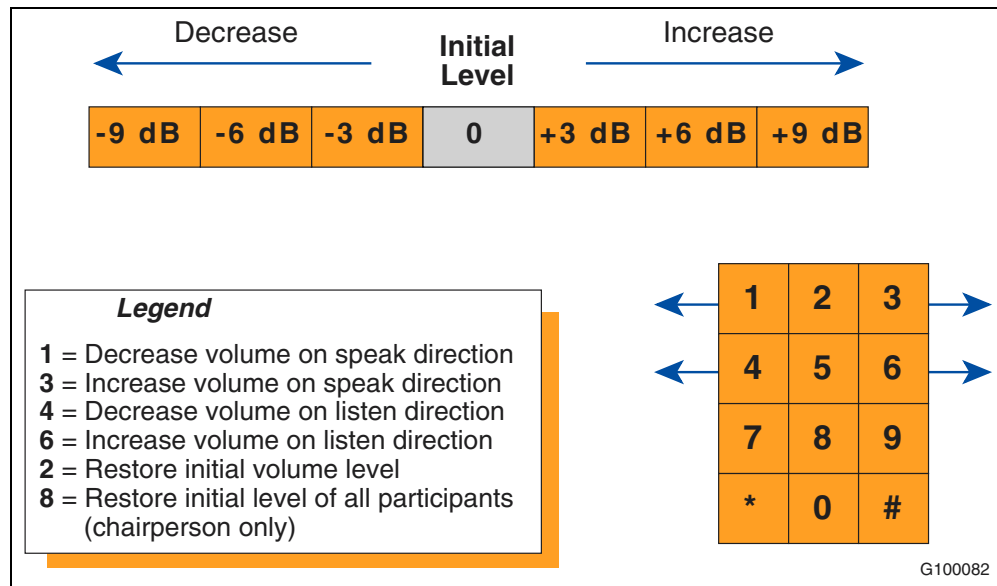 Decrease
Initial
Level
Increase
-9 dB -6 dB -3 dB 0 +3 dB +6 dB +9 dB
Legend
1 = Decrease volume on speak direction
3 = Increase volume on speak direction
4 = Decrease volume on listen direction
6 = Increase volume on listen direction
2 = Restore initial volume level
8 = Restore initial level of all participants
(chairperson only)
1 2 3
4 5 6
7 8 9
* 0 #
G100082